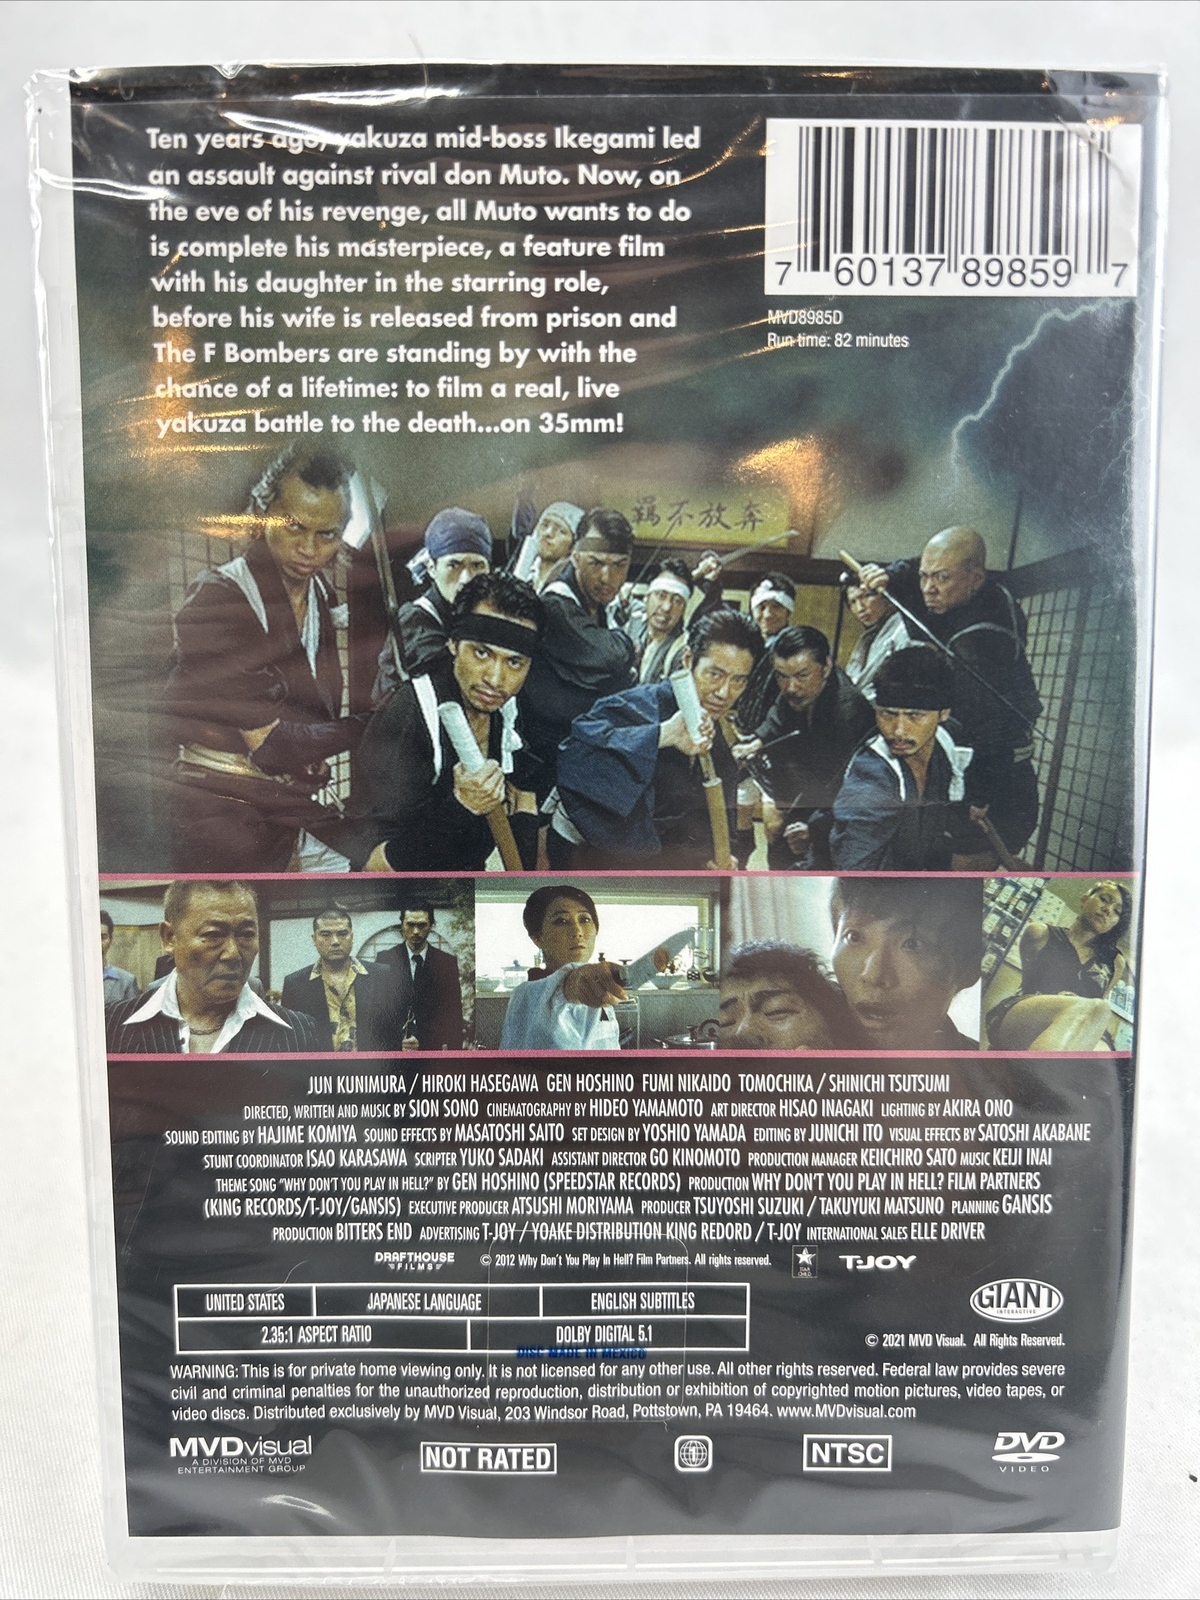 Ten years ago, yakuza mid-boss Ikegami led
an assault against rival don Muto. Now, on
the eve of his revenge, all Muto wants to do
is complete his masterpiece, a feature film
with his daughter in the starring role,
before his wife is released from prison and
The F Bombers are standing by with the
chance of a lifetime: to film a real, live
yakuza battle to the death...on 35mm!
7 60137 89859 7
MVD8985D
Run time: 82 minutes
羈不放奔
JUN KUNIMURA / HIROKI HASEGAWA GEN HOSHINO FUMI NIKAIDO TOMOCHIKA / SHINICHI TSUTSUMI
DIRECTED, WRITTEN AND MUSIC BY SION SONO CINEMATOGRAPHY BY HIDEO YAMAMOTO ART DIRECTOR HISAO INAGAKI LIGHTING BY AKIRA ONO
SOUND EDITING BY HAJIME KOMIYA SOUND EFFECTS BY MASATOSHI SAITO SET DESIGN BY YOSHIO YAMADA EDITING BY JUNICHI ITO VISUAL EFFECTS BY SATOSHI AKABANE
STUNT COORDINATOR ISAO KARASAWA SCRIPTER YUKO SADAKI ASSISTANT DIRECTOR GO KINOMOTO PRODUCTION MANAGER KEIICHIRO SATO MUSIC KEIJI INAI
THEME SONG "WHY DON'T YOU PLAY IN HELL?" BY GEN HOSHINO (SPEEDSTAR RECORDS) PRODUCTION WHY DON'T YOU PLAY IN HELL? FILM PARTNERS
(KING RECORDS/T-JOY/GANSIS) EXECUTIVE PRODUCER ATSUSHI MORIYAMA PRODUCER TSUYOSHI SUZUKI / TAKUYUKI MATSUNO PLANNING GANSIS
PRODUCTION BITTERS END ADVERTISING T-JOY / YOAKE DISTRIBUTION KING REDORD / T-JOY INTERNATIONAL SALES ELLE DRIVER
DRAFTHOUSE FILMS © 2012 Why Don't You Play In Hell? Film Partners. All rights reserved. STAR CHILD T-JOY
UNITED STATES JAPANESE LANGUAGE ENGLISH SUBTITLES
2.35:1 ASPECT RATIO DOLBY DIGITAL 5.1
GIANT INTERACTIVE
© 2021 MVD Visual. All Rights Reserved.
DISC MADE IN MEXICO
WARNING: This is for private home viewing only. It is not licensed for any other use. All other rights reserved. Federal law provides severe
civil and criminal penalties for the unauthorized reproduction, distribution or exhibition of copyrighted motion pictures, video tapes, or
video discs. Distributed exclusively by MVD Visual, 203 Windsor Road, Pottstown, PA 19464. www.MVDvisual.com
MVDvisual
A DIVISION OF MVD
ENTERTAINMENT GROUP
NOT RATED
1
NTSC
DVD
VIDEO